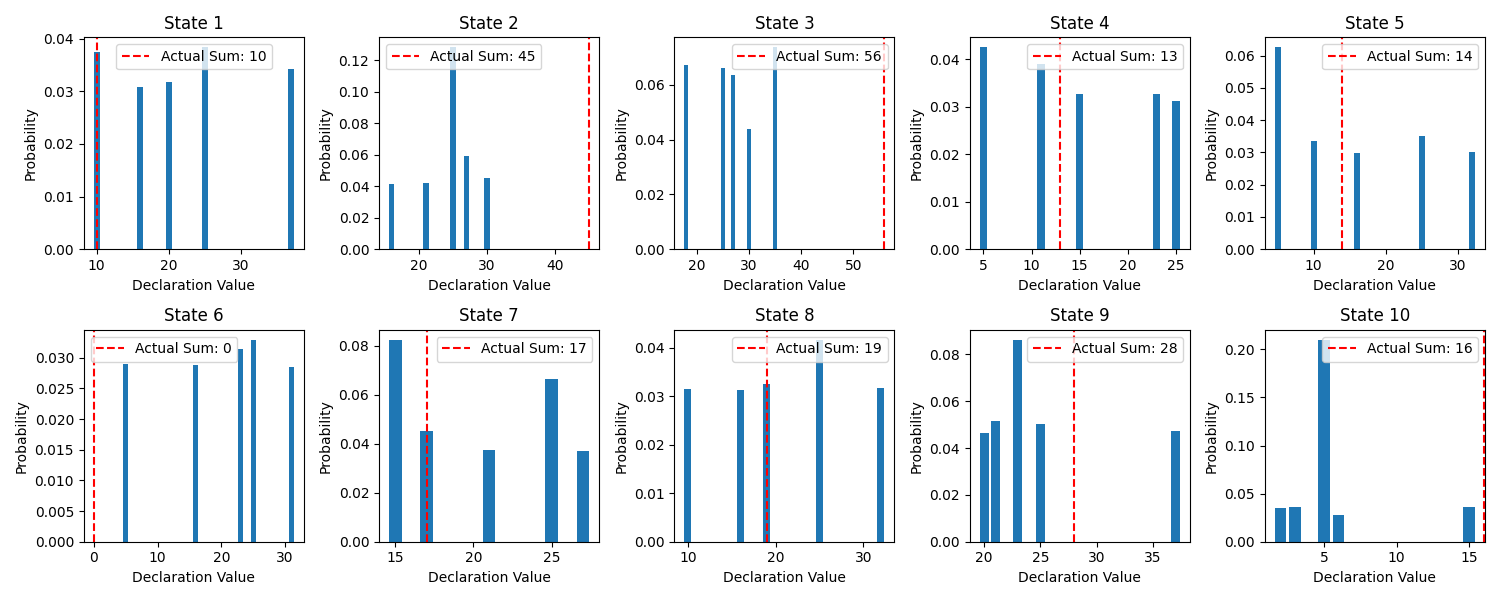 State 1
Actual Sum: 10
Probability
0.04
0.03
0.02
0.01
0.00
10 20 30
Declaration Value
State 2
Actual Sum: 45
Probability
0.12
0.10
0.08
0.06
0.04
0.02
0.00
20 30 40
Declaration Value
State 3
Actual Sum: 56
Probability
0.06
0.04
0.02
0.00
20 30 40 50
Declaration Value
State 4
Actual Sum: 13
Probability
0.04
0.03
0.02
0.01
0.00
5 10 15 20 25
Declaration Value
State 5
Actual Sum: 14
Probability
0.06
0.05
0.04
0.03
0.02
0.01
0.00
10 20 30
Declaration Value
State 6
Actual Sum: 0
Probability
0.030
0.025
0.020
0.015
0.010
0.005
0.000
0 10 20 30
Declaration Value
State 7
Actual Sum: 17
Probability
0.08
0.06
0.04
0.02
0.00
15 20 25
Declaration Value
State 8
Actual Sum: 19
Probability
0.04
0.03
0.02
0.01
0.00
10 20 30
Declaration Value
State 9
Actual Sum: 28
Probability
0.08
0.06
0.04
0.02
0.00
20 25 30 35
Declaration Value
State 10
Actual Sum: 16
Probability
0.20
0.15
0.10
0.05
0.00
5 10 15
Declaration Value